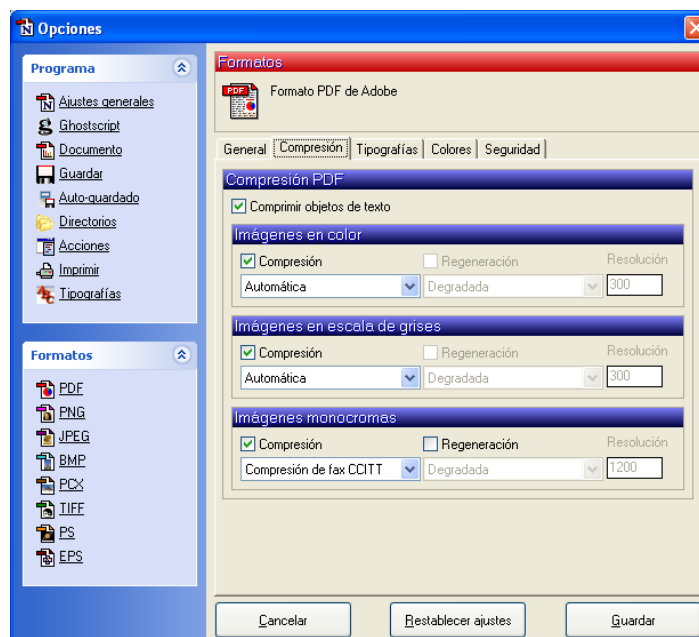 Opciones
Programa
Ajustes generales
Ghostscript
Documento
Guardar
Auto-guardado
Directorios
Acciones
Imprimir
Tipografías
Formatos
PDF
PNG
JPEG
BMP
PCX
TIFF
PS
EPS
Formatos
PDF
Formato PDF de Adobe
General Compresión Tipografías Colores Seguridad
Compresión PDF
Comprimir objetos de texto
Imágenes en color
Compresión Regeneración Resolución
Automática Degradada 300
Imágenes en escala de grises
Compresión Regeneración Resolución
Automática Degradada 300
Imágenes monocromas
Compresión Regeneración Resolución
Compresión de fax CCITT Degradada 1200
Cancelar Restablecer ajustes Guardar